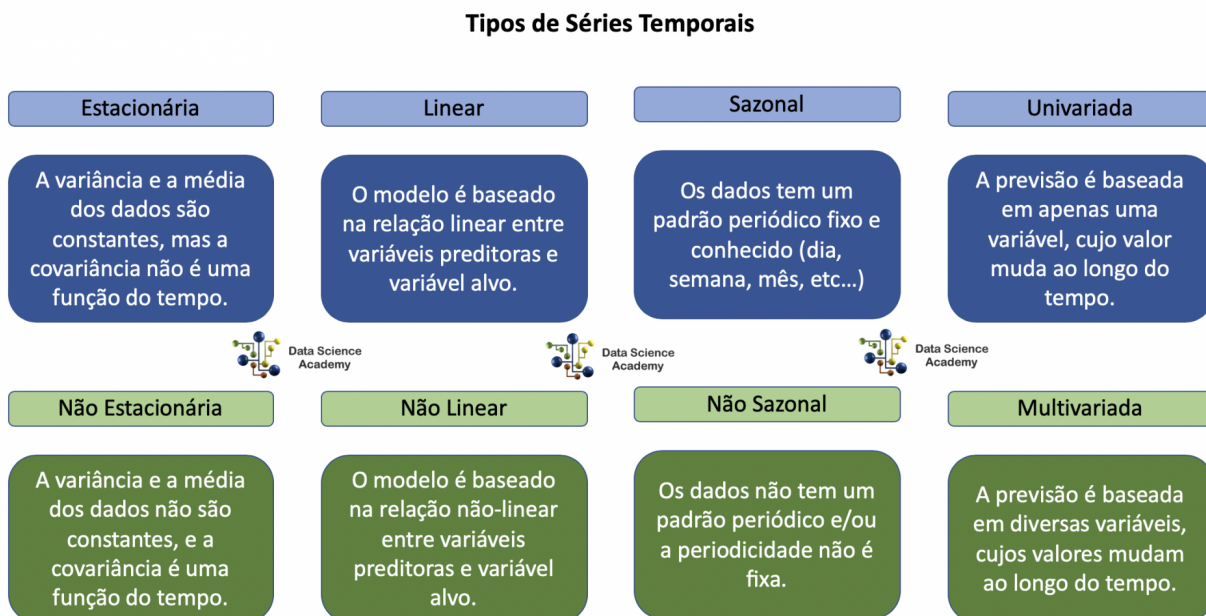 Tipos de Séries Temporais
Estacionária
Linear
Sazonal
Univariada
A variância e a média
dos dados são
constantes, mas a
covariância não é uma
função do tempo.
O modelo é baseado
na relação linear entre
variáveis preditoras e
variável alvo.
Os dados tem um
padrão periódico fixo e
conhecido (dia,
semana, mês, etc...)
A previsão é baseada
em apenas uma
variável, cujo valor
muda ao longo do
tempo.
Data Science
Academy
Data Science
Academy
Data Science
Academy
Não Estacionária
Não Linear
Não Sazonal
Multivariada
A variância e a média
dos dados não são
constantes, e a
covariância é uma
função do tempo.
O modelo é baseado
na relação não-linear
entre variáveis
preditoras e variável
alvo.
Os dados não tem um
padrão periódico e/ou
a periodicidade não é
fixa.
A previsão é baseada
em diversas variáveis,
cujos valores mudam
ao longo do tempo.